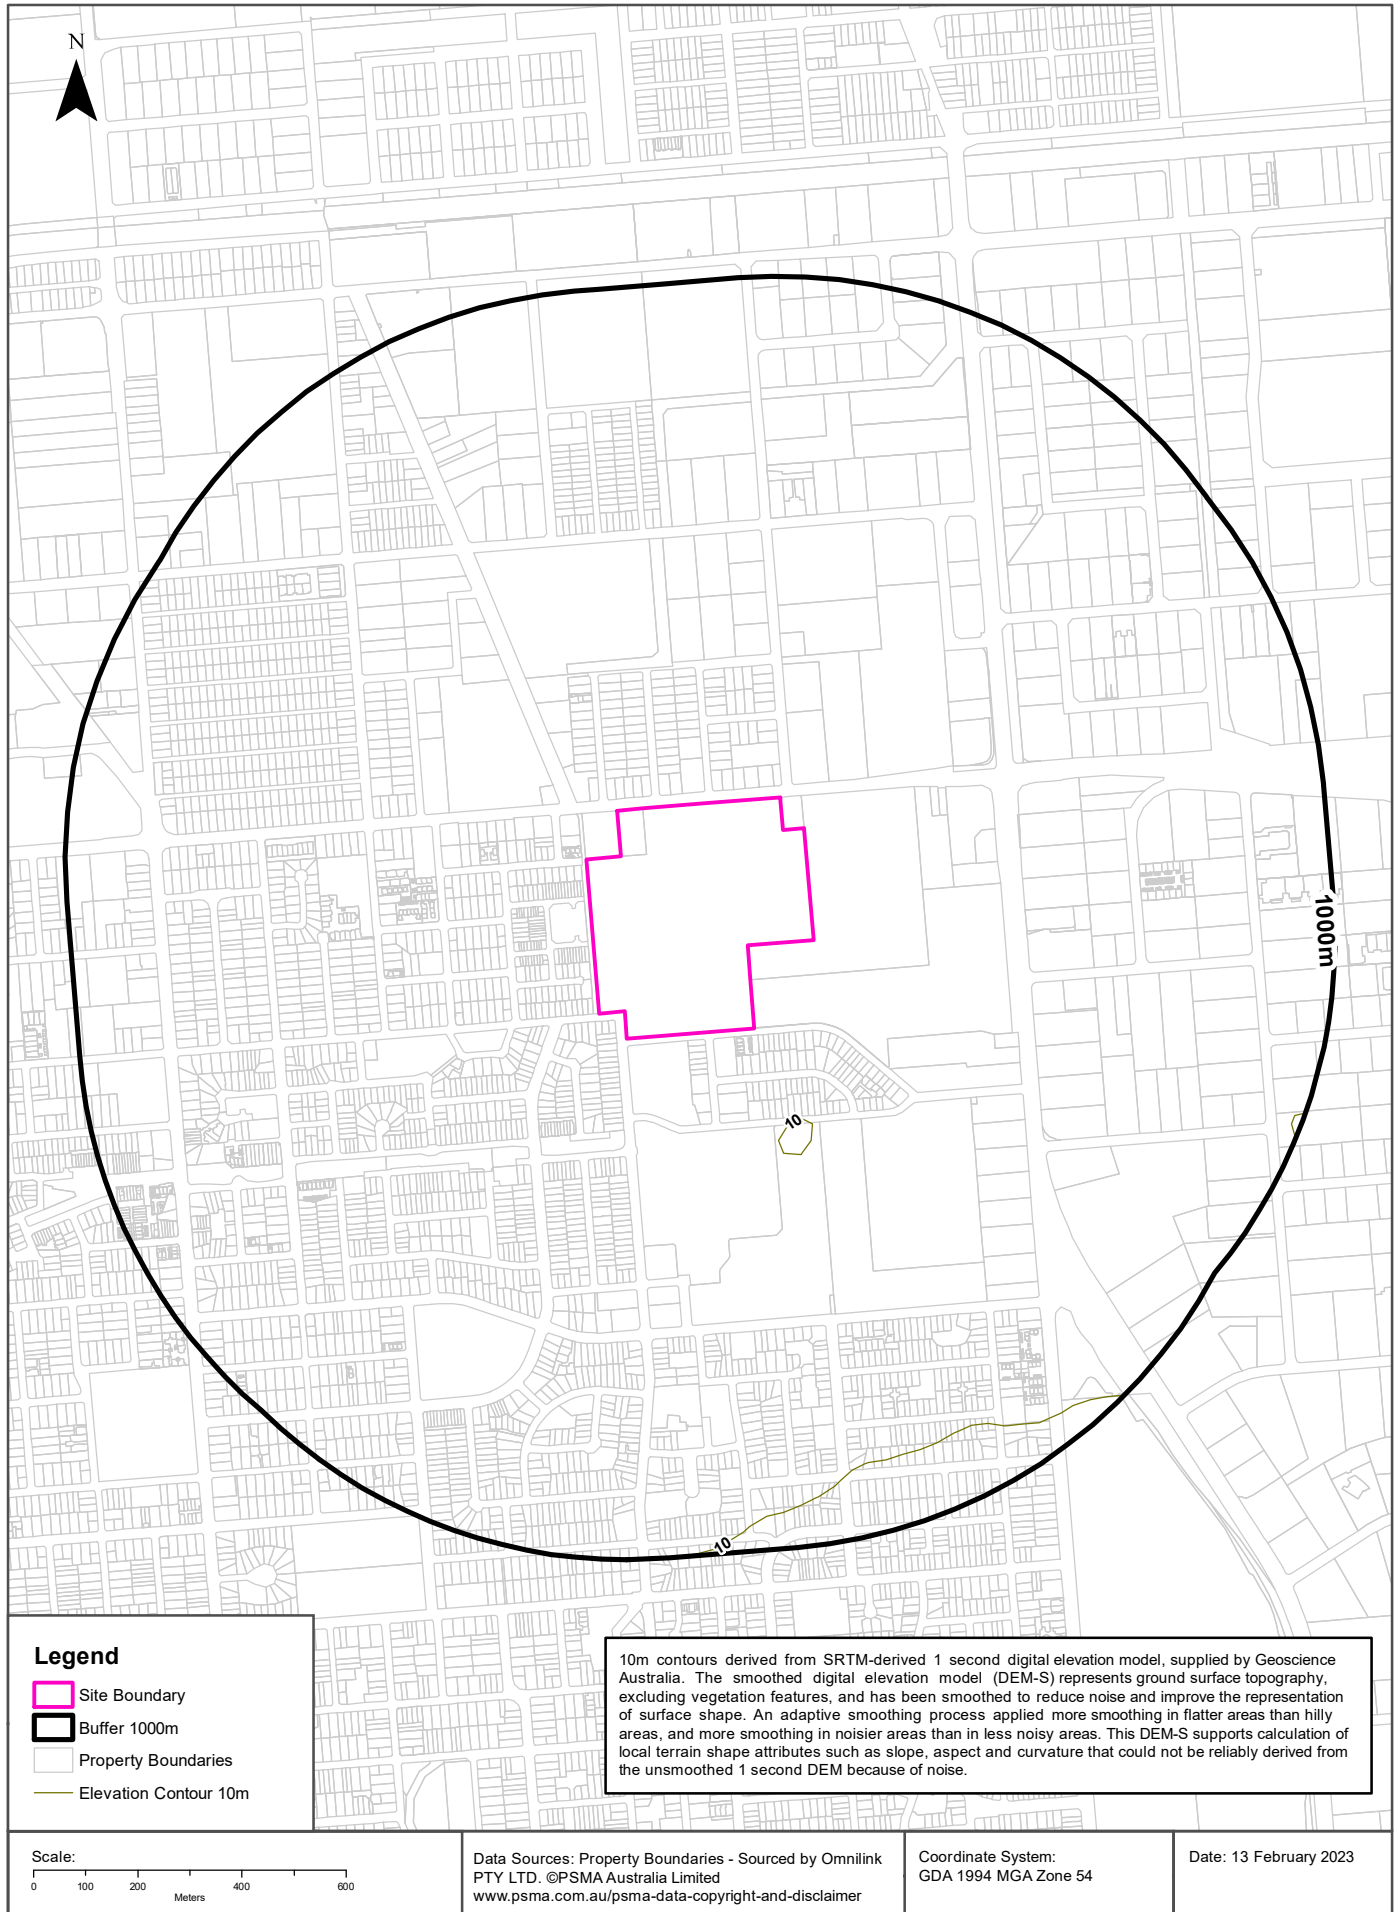 N
1000m
10
10
Legend
Site Boundary
Buffer 1000m
Property Boundaries
Elevation Contour 10m
10m contours derived from SRTM-derived 1 second digital elevation model, supplied by Geoscience
Australia. The smoothed digital elevation model (DEM-S) represents ground surface topography,
excluding vegetation features, and has been smoothed to reduce noise and improve the representation
of surface shape. An adaptive smoothing process applied more smoothing in flatter areas than hilly
areas, and more smoothing in noisier areas than in less noisy areas. This DEM-S supports calculation of
local terrain shape attributes such as slope, aspect and curvature that could not be reliably derived from
the unsmoothed 1 second DEM because of noise.
Scale:
0 100 200 400 600
Meters
Data Sources: Property Boundaries - Sourced by Omnilink
PTY LTD. ©PSMA Australia Limited
www.psma.com.au/psma-data-copyright-and-disclaimer
Coordinate System:
GDA 1994 MGA Zone 54
Date: 13 February 2023